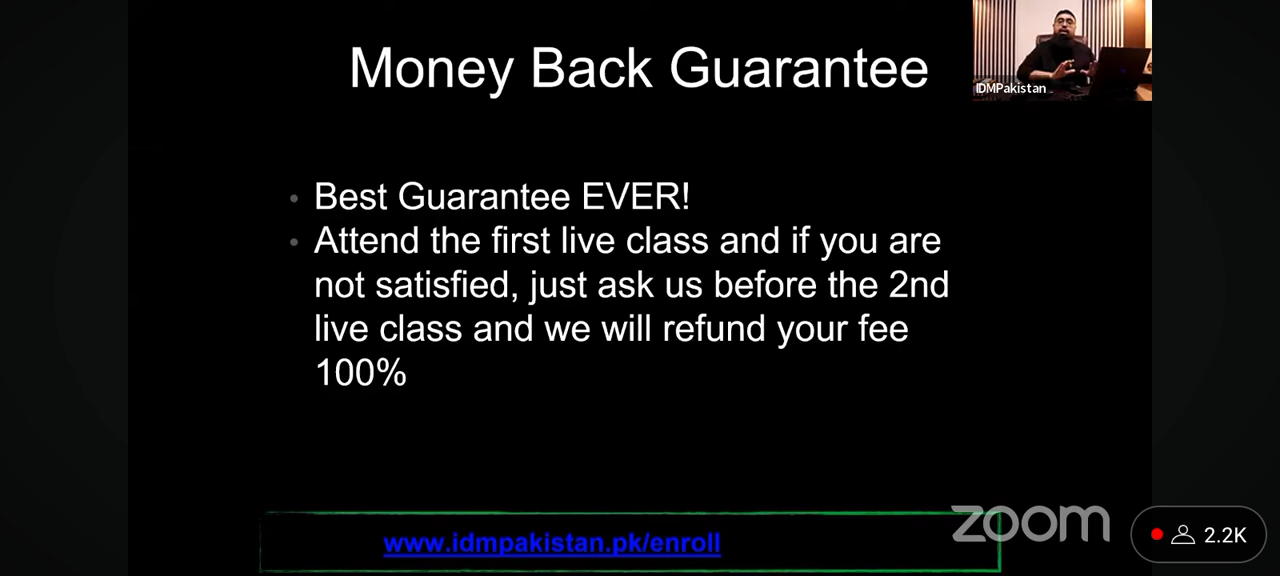 Money Back Guarantee
IDMPakistan
• Best Guarantee EVER!
• Attend the first live class and if you are
not satisfied, just ask us before the 2nd
live class and we will refund your fee
100%
www.idmpakistan.pk/enroll
zoom
2.2K